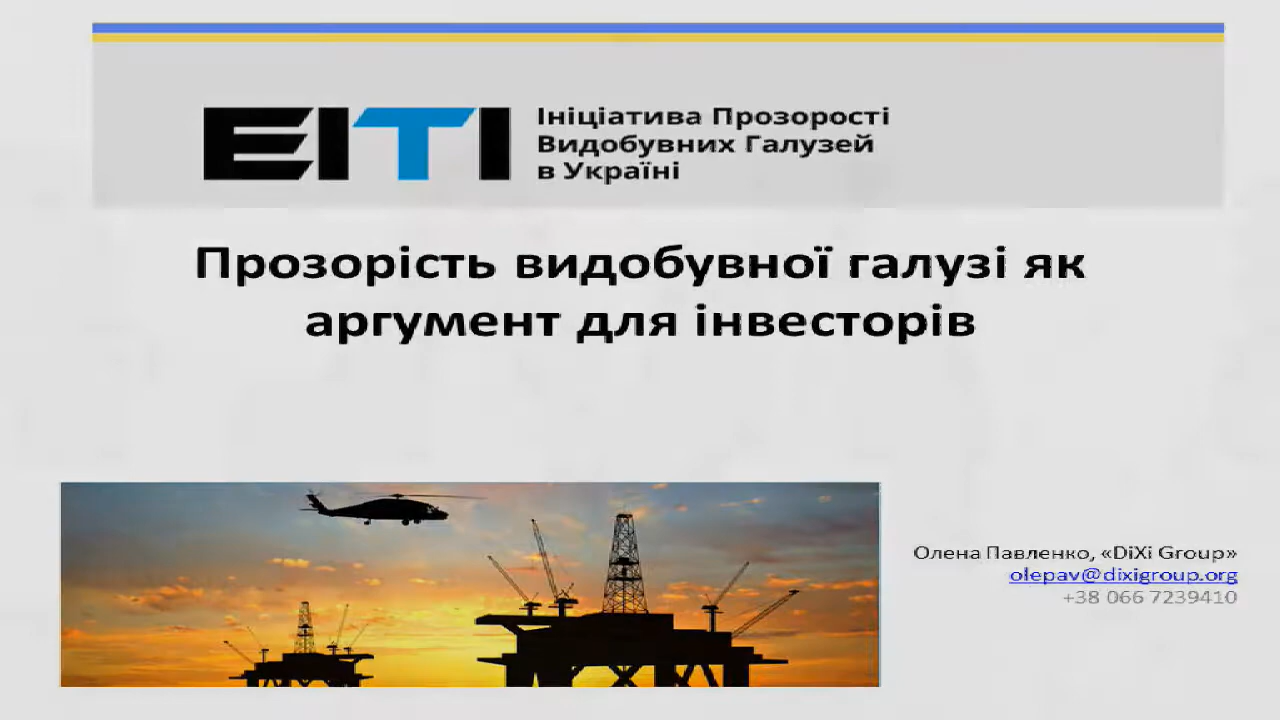 EITI
Ініціатива Прозорості
Видобувних Галузей
в Україні
Прозорість видобувної галузі як
аргумент для інвесторів
Олена Павленко, «DiXi Group»
olepav@dixigroup.org
+38 066 7239410